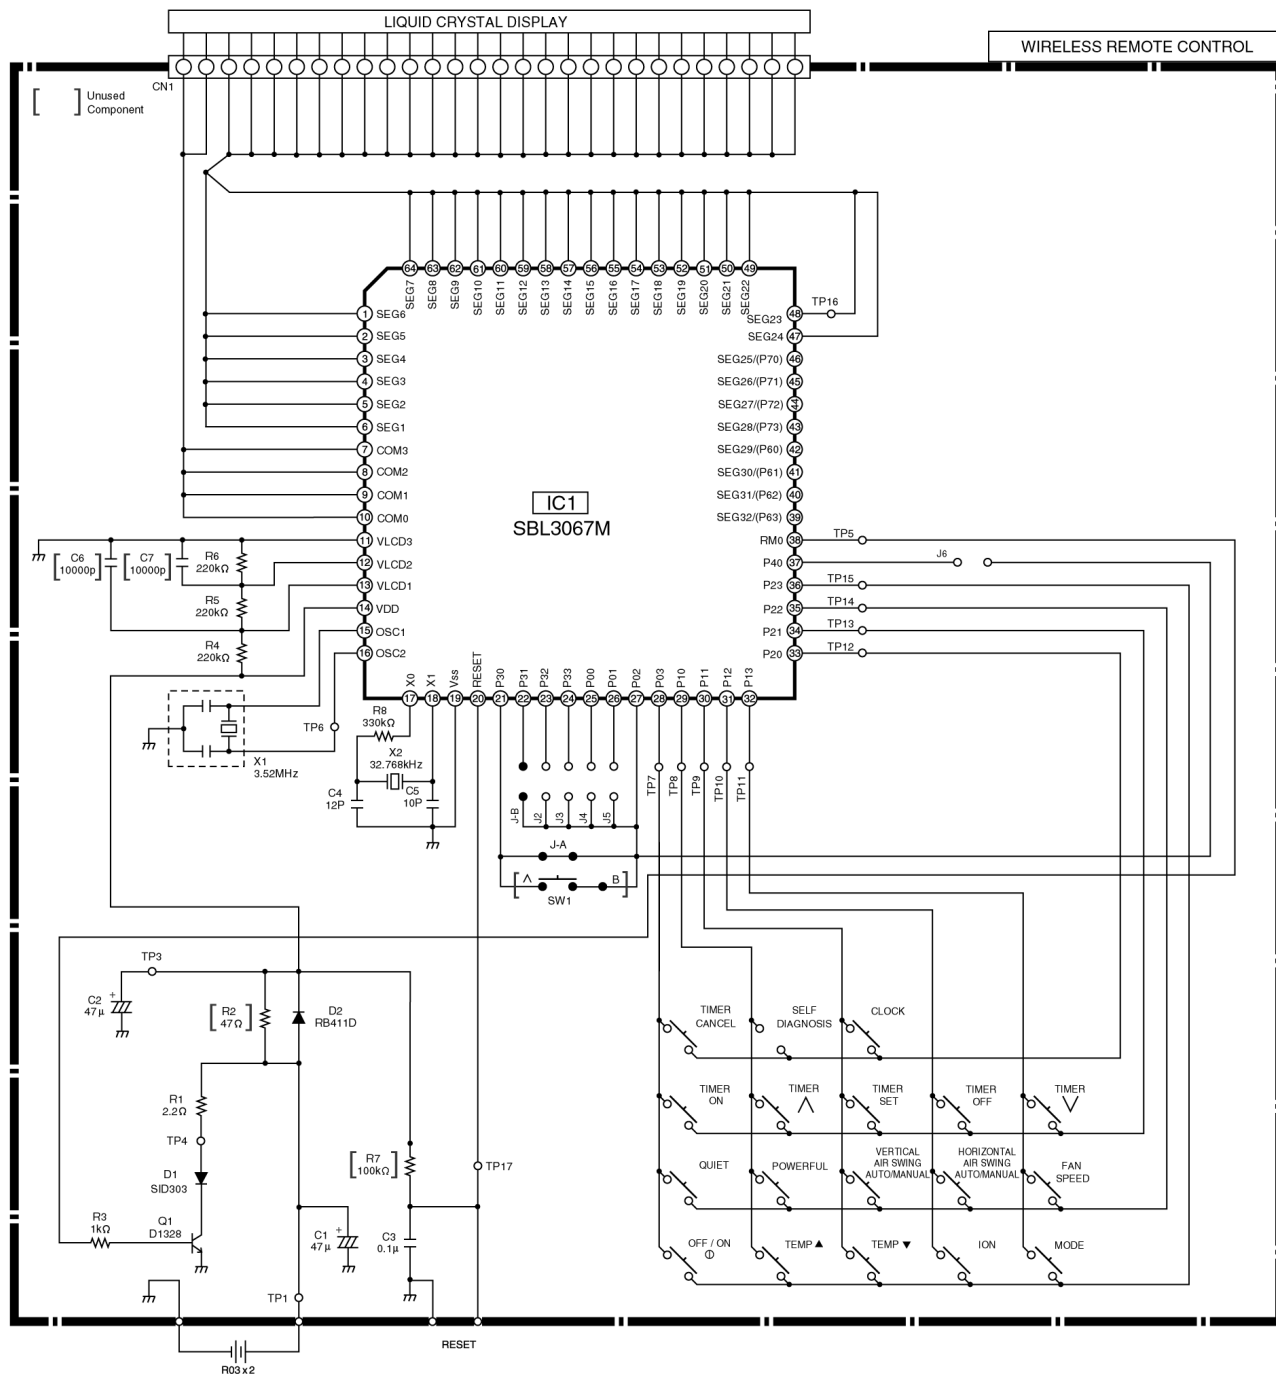 LIQUID CRYSTAL DISPLAY
WIRELESS REMOTE CONTROL
CN1
Unused
Component
64 63 62 61 60 59 58 57 56 55 54 53 52 51 50 49
SEG7 SEG8 SEG9 SEG10 SEG11 SEG12 SEG13 SEG14 SEG15 SEG16 SEG17 SEG18 SEG19 SEG20 SEG21 SEG22
TP16
1 SEG6
2 SEG5
3 SEG4
4 SEG3
5 SEG2
6 SEG1
7 COM3
8 COM2
9 COM1
10 COM0
11 VLCD3
12 VLCD2
13 VLCD1
14 VDD
15 OSC1
16 OSC2
SEG23 48
SEG24 47
SEG25/(P70) 46
SEG26/(P71) 45
SEG27/(P72) 44
SEG28/(P73) 43
SEG29/(P60) 42
SEG30/(P61) 41
SEG31/(P62) 40
SEG32/(P63) 39
RM0 38
P40 37
P23 36
P22 35
P21 34
P20 33
IC1
SBL3067M
TP5
J6
TP15
TP14
TP13
TP12
C6
10000p
C7
10000p
R6
220kΩ
R5
220kΩ
R4
220kΩ
X0 X1 Vss RESET P30 P31 P32 P33 P00 P01 P02 P03 P10 P11 P12 P13
17 18 19 20 21 22 23 24 25 26 27 28 29 30 31 32
X1
3.52MHz
TP6
R8
330kΩ
X2
32.768kHz
C4
12P
C5
10P
J-B J2 J3 J4 J5
TP7 TP8 TP9 TP10 TP11
J-A
Λ
B
SW1
TP3
C2
+
47μ
R2
47Ω
D2
RB411D
R1
2.2Ω
TP4
D1
SID303
Q1
D1328
R3
1kΩ
C1
+
47μ
R7
100kΩ
C3
0.1μ
TP17
TP1
RESET
R03x2
TIMER
CANCEL
SELF
DIAGNOSIS
CLOCK
TIMER
ON
TIMER
TIMER
SET
TIMER
OFF
TIMER
QUIET
POWERFUL
VERTICAL
AIR SWING
AUTO/MANUAL
HORIZONTAL
AIR SWING
AUTO/MANUAL
FAN
SPEED
OFF / ON
TEMP▲
TEMP▼
ION
MODE